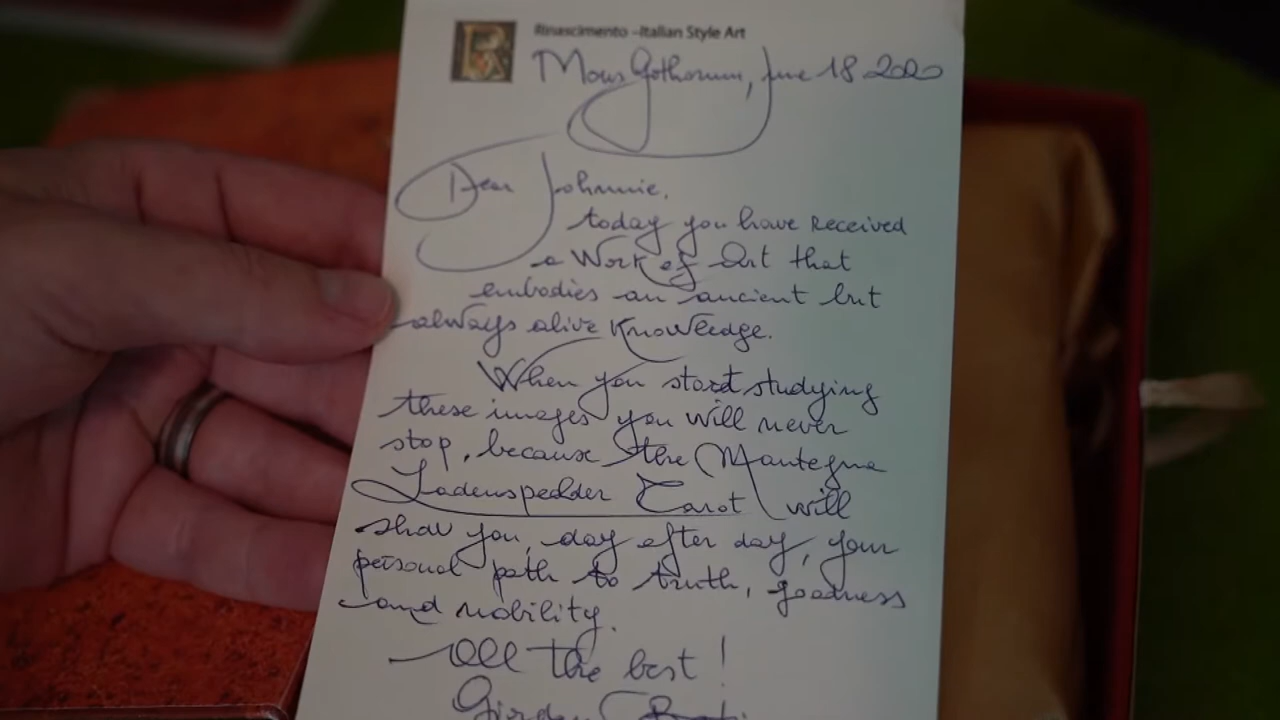 Rinascimento –Italian Style Art
Mons Gothorum, June 18 2020
Dear Johnnie,
today you have received
a Work of Art that
embodies an ancient but
always alive Knowledge.
When you start studying
these images you will never
stop, because the Mantegna
Ladenspelder Tarot will
show you, day after day, your
personal path to truth, goodness
and nobility.
All the best!